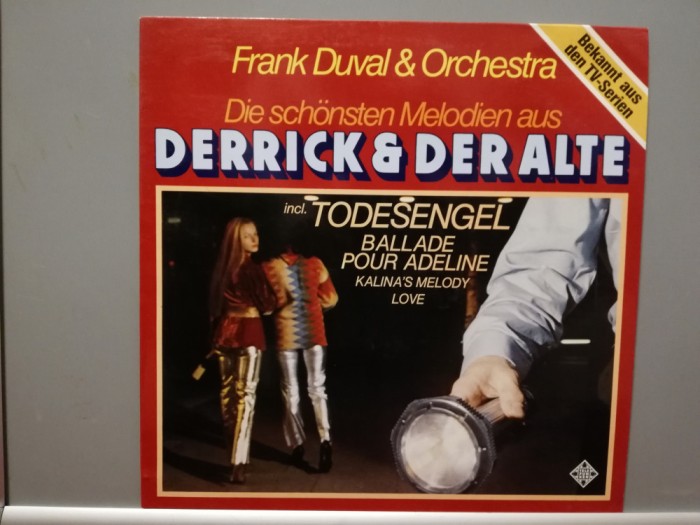 Frank Duval & Orchestra
Bekannt aus
den TV-Serien
Die schönsten Melodien aus
DERRICK & DER ALTE
incl. TODESENGEL
BALLADE
POUR ADELINE
KALINA'S MELODY
LOVE